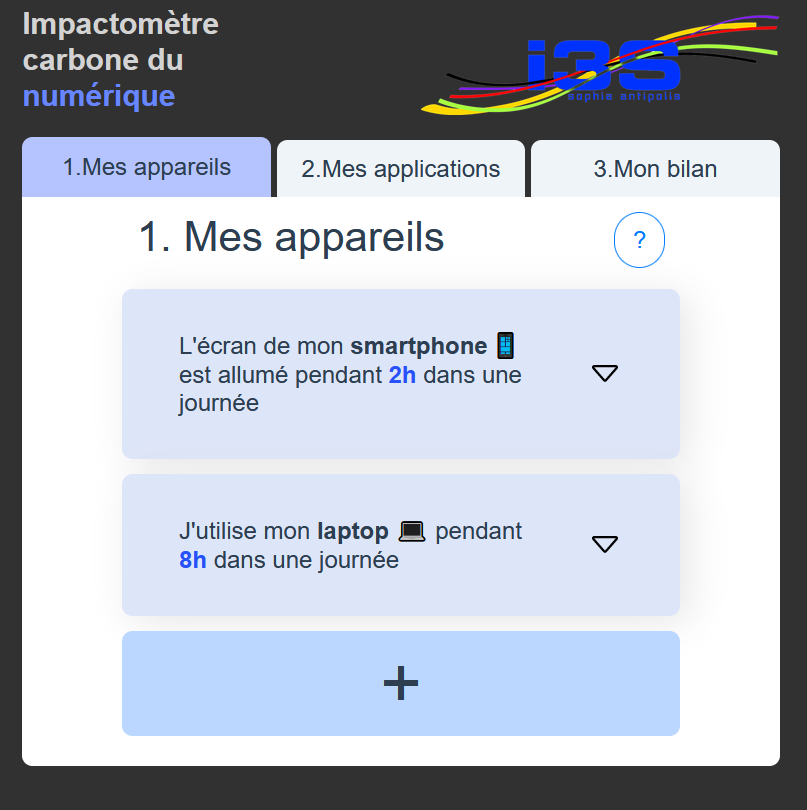 Impactomètre
carbone du
numérique
i3S
sophia antipolis
1.Mes appareils
2.Mes applications
3.Mon bilan
1. Mes appareils
?
L'écran de mon smartphone
est allumé pendant 2h dans une
journée
J'utilise mon laptop 💻 pendant
8h dans une journée
+